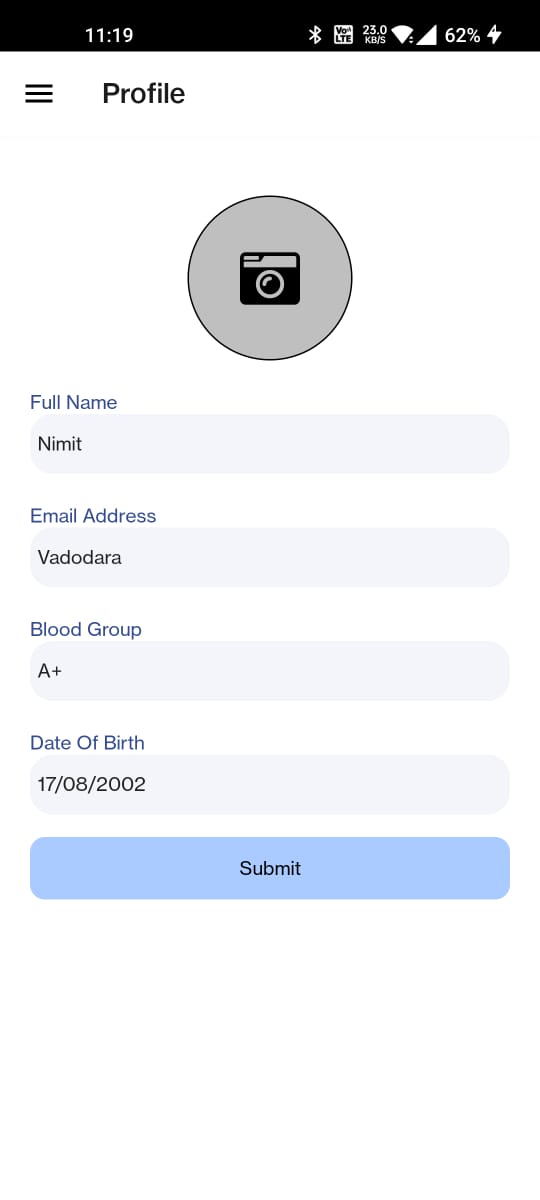 11:19
Vo)) LTE 23.0 KB/S 62%
Profile
Full Name
Nimit
Email Address
Vadodara
Blood Group
A+
Date Of Birth
17/08/2002
Submit